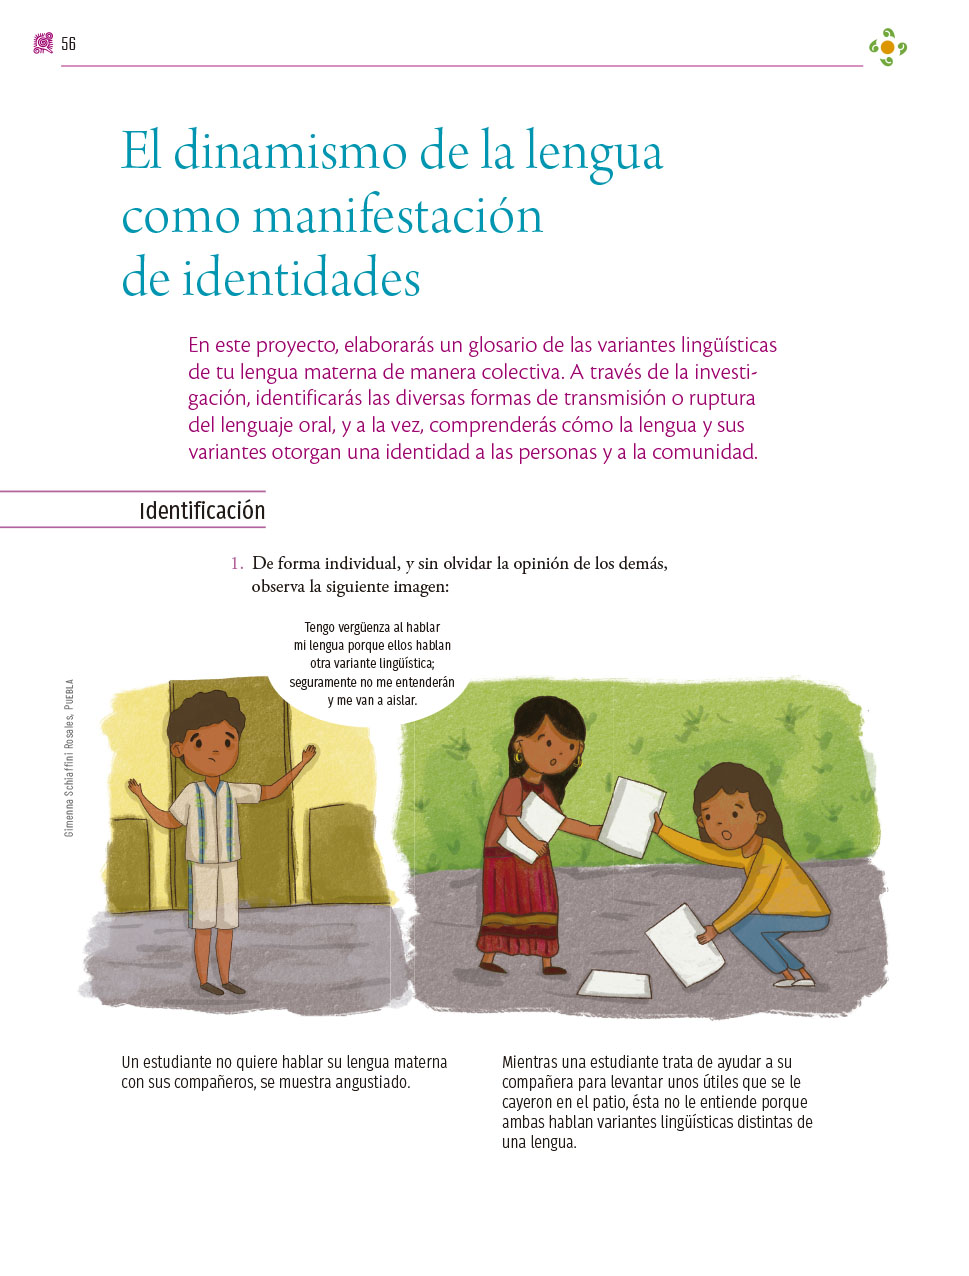 56
El dinamismo de la lengua
como manifestación
de identidades
En este proyecto, elaborarás un glosario de las variantes lingüísticas
de tu lengua materna de manera colectiva. A través de la investi-
gación, identificarás las diversas formas de transmisión o ruptura
del lenguaje oral, y a la vez, comprenderás cómo la lengua y sus
variantes otorgan una identidad a las personas y a la comunidad.
Identificación
1. De forma individual, y sin olvidar la opinión de los demás,
observa la siguiente imagen:
Tengo vergüenza al hablar
mi lengua porque ellos hablan
otra variante lingüística;
seguramente no me entenderán
y me van a aislar.
Gimenna Schiaffini Rosales, Puebla
Un estudiante no quiere hablar su lengua materna
con sus compañeros, se muestra angustiado.
Mientras una estudiante trata de ayudar a su
compañera para levantar unos útiles que se le
cayeron en el patio, ésta no le entiende porque
ambas hablan variantes lingüísticas distintas de
una lengua.